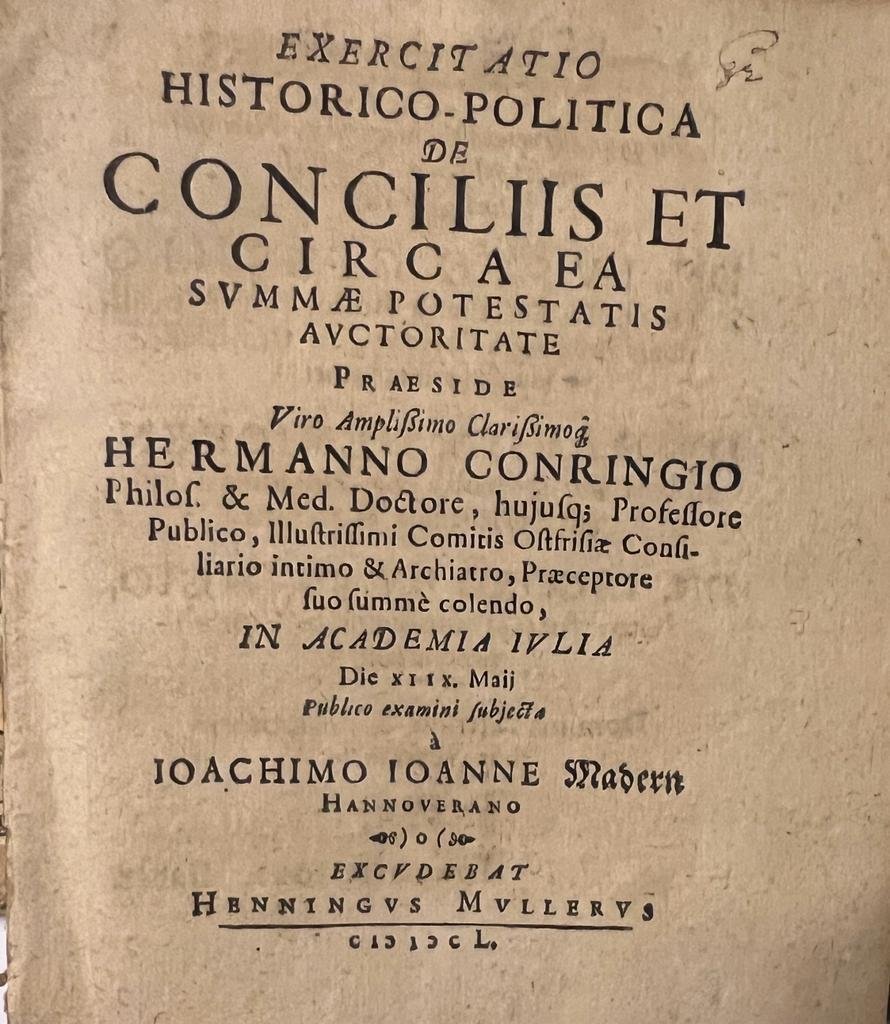 EXERCITATIO
HISTORICO-POLITICA
DE
CONCILIIS ET
CIRCA EA
SVMMÆ POTESTATIS
AVCTORITATE
PRAESIDE
Viro Ampliſſimo Clariſſimoq̃
HERMANNO CONRINGIO
Philoſ. & Med. Doctore, hujuſq; Profeſſore
Publico, Illuſtriſſimi Comitis Oſtfriſiæ Conſi-
liario intimo & Archiatro, Præceptore
ſuo ſummè colendo,
IN ACADEMIA IVLIA
Die XIIX. Maij
Publico examini ſubjecta
à
IOACHIMO IOANNE Madern
HANNOVERANO
) o (
EXCVDEBAT
HENNINGVS MVLLERVS
CIↃ IↃC L.